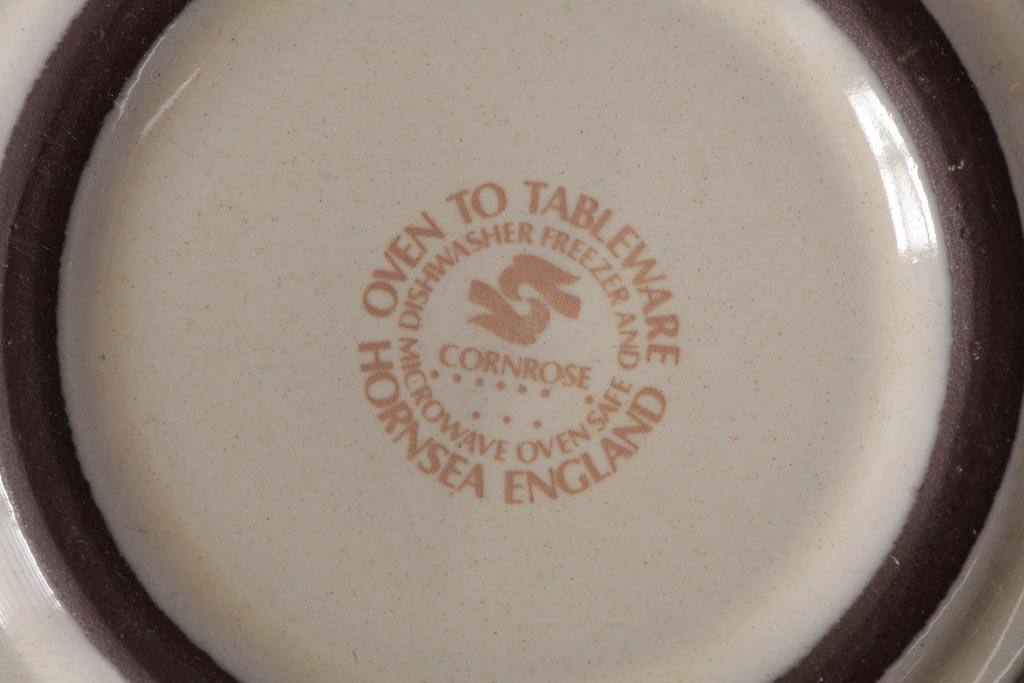 OVEN TO TABLEWARE
DISHWASHER FREEZER AND
CORNROSE
MICROWAVE OVEN SAFE
HORNSEA ENGLAND